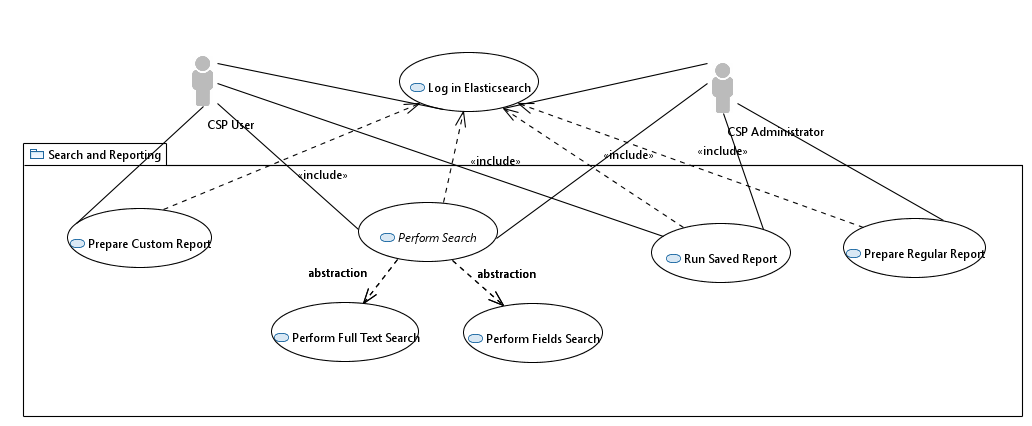 Log in Elasticsearch
CSP User
CSP Administrator
Search and Reporting
«include»
«include»
«include»
«include»
Prepare Custom Report
Perform Search
Run Saved Report
Prepare Regular Report
abstraction
abstraction
Perform Full Text Search
Perform Fields Search